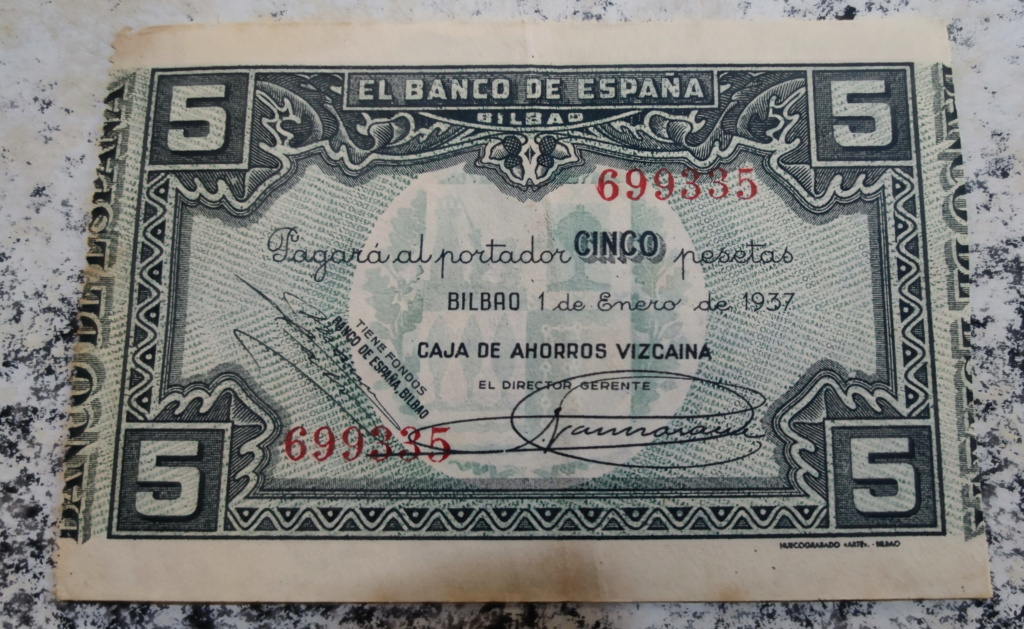 5
EL BANCO DE ESPAÑA
5
BILBAO
699335
Pagará al portador CINCO pesetas
BILBAO 1 de Enero de 1937
TIENE FONDOS
BANCO DE ESPAÑA, BILBAO
CAJA DE AHORROS VIZCAINA
EL DIRECTOR GERENTE
699335
5
5
BANCO DE ESPAÑA
HUECOGRABADO «ARTE». - BILBAO